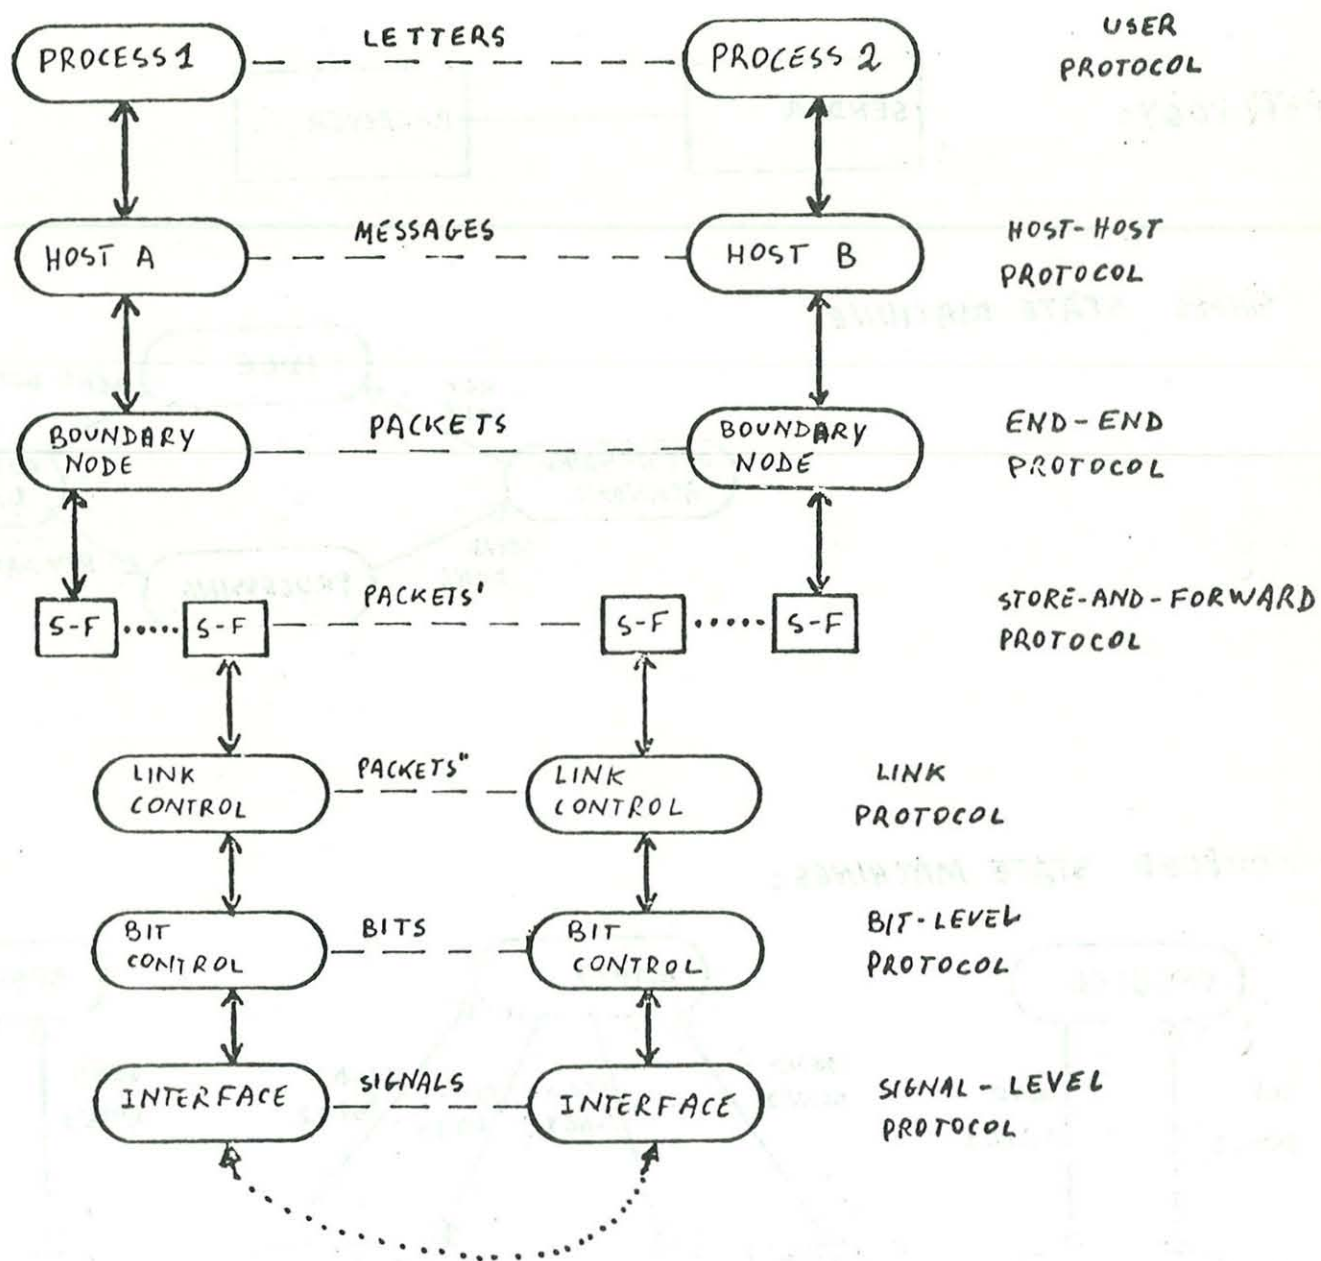 LETTERS
PROCESS 1
PROCESS 2
USER
PROTOCOL
MESSAGES
HOST A
HOST B
HOST-HOST
PROTOCOL
PACKETS
BOUNDARY
NODE
BOUNDARY
NODE
END-END
PROTOCOL
PACKETS'
S-F ..... S-F
S-F ..... S-F
STORE-AND-FORWARD
PROTOCOL
PACKETS"
LINK
CONTROL
LINK
CONTROL
LINK
PROTOCOL
BITS
BIT
CONTROL
BIT
CONTROL
BIT-LEVEL
PROTOCOL
SIGNALS
INTERFACE
INTERFACE
SIGNAL-LEVEL
PROTOCOL